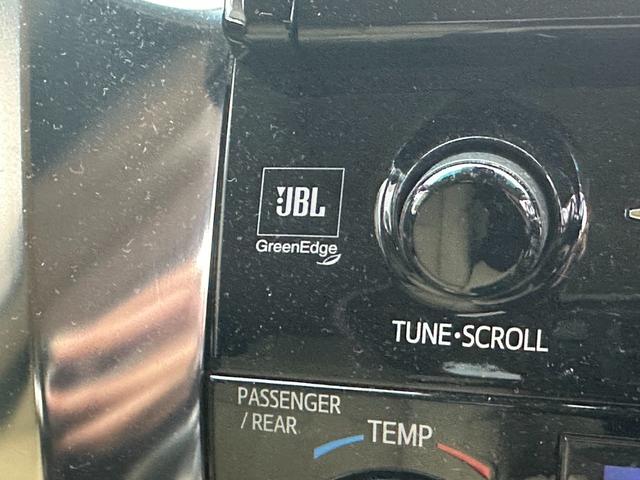 JBL
GreenEdge
TUNE•SCROLL
PASSENGER
/ REAR
TEMP